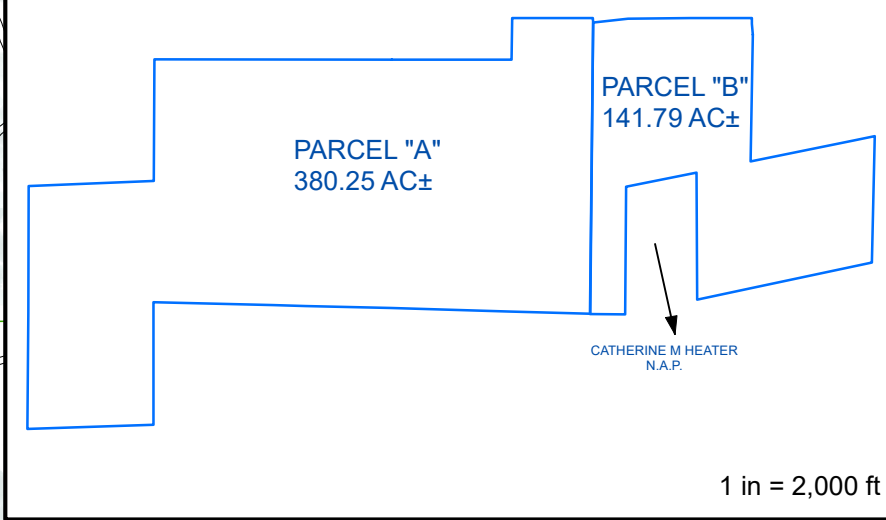 PARCEL "A"
380.25 AC±
PARCEL "B"
141.79 AC±
CATHERINE M HEATER
N.A.P.
1 in = 2,000 ft